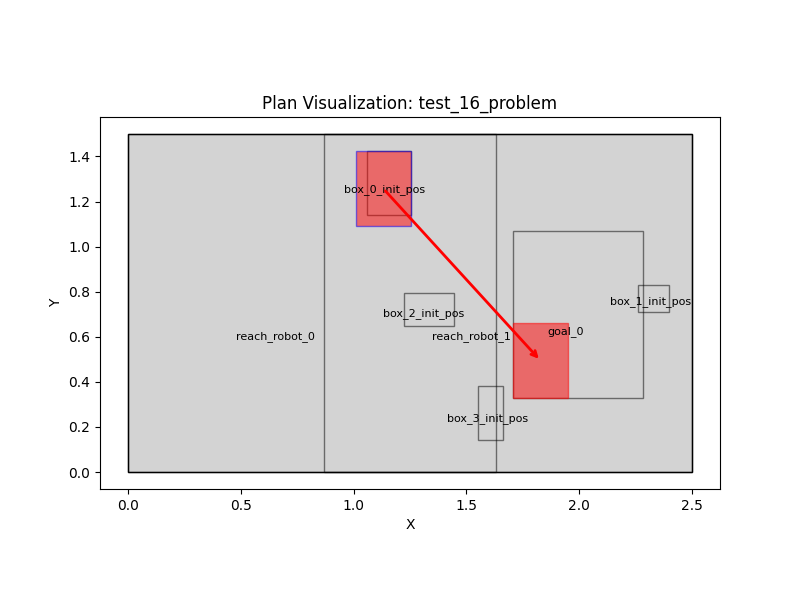 Plan Visualization: test_16_problem
1.4
1.2
1.0
0.8
0.6
0.4
0.2
0.0
Y
box_0_init_pos
box_1_init_pos
box_2_init_pos
goal_0
reach_robot_0
reach_robot_1
box_3_init_pos
0.0
0.5
1.0
1.5
2.0
2.5
X